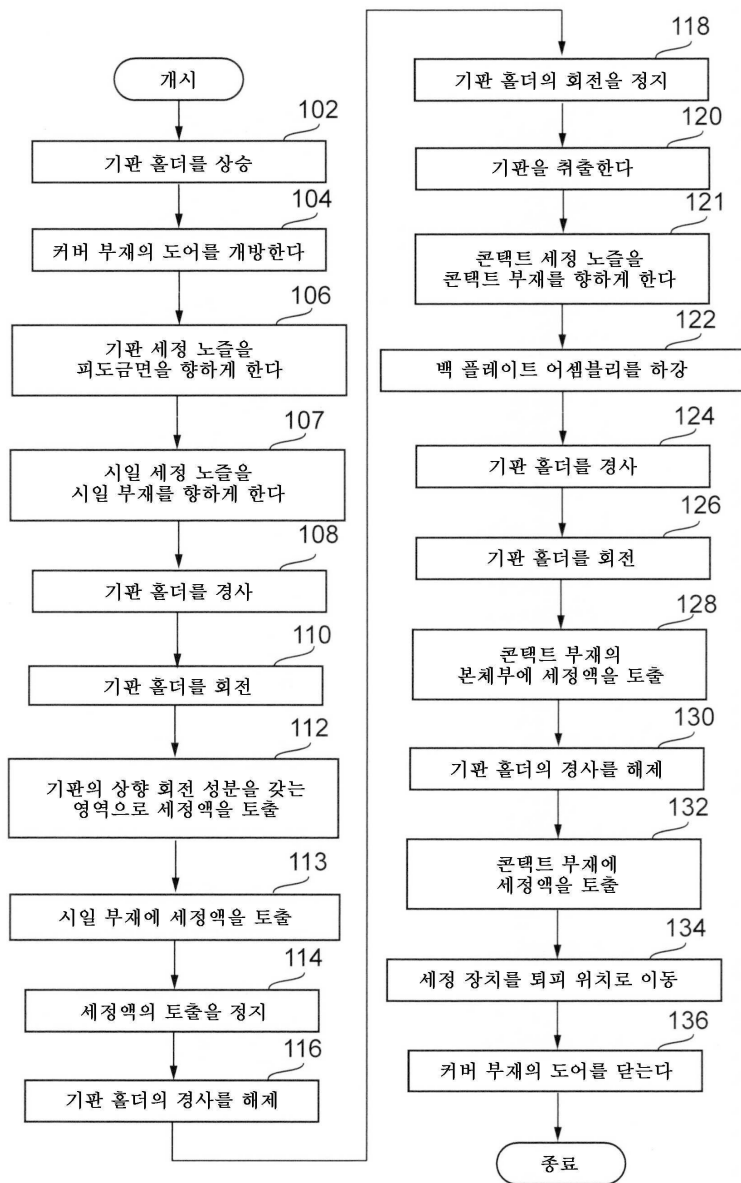 개시
102
기판 홀더를 상승
104
커버 부재의 도어를 개방한다
106
기판 세정 노즐을
피도금면을 향하게 한다
107
시일 세정 노즐을
시일 부재를 향하게 한다
108
기판 홀더를 경사
110
기판 홀더를 회전
112
기판의 상향 회전 성분을 갖는
영역으로 세정액을 토출
113
시일 부재에 세정액을 토출
114
세정액의 토출을 정지
116
기판 홀더의 경사를 해제
118
기판 홀더의 회전을 정지
120
기판을 취출한다
121
콘택트 세정 노즐을
콘택트 부재를 향하게 한다
122
백 플레이트 어셈블리를 하강
124
기판 홀더를 경사
126
기판 홀더를 회전
128
콘택트 부재의
본체부에 세정액을 토출
130
기판 홀더의 경사를 해제
132
콘택트 부재에
세정액을 토출
134
세정 장치를 퇴피 위치로 이동
136
커버 부재의 도어를 닫는다
종료